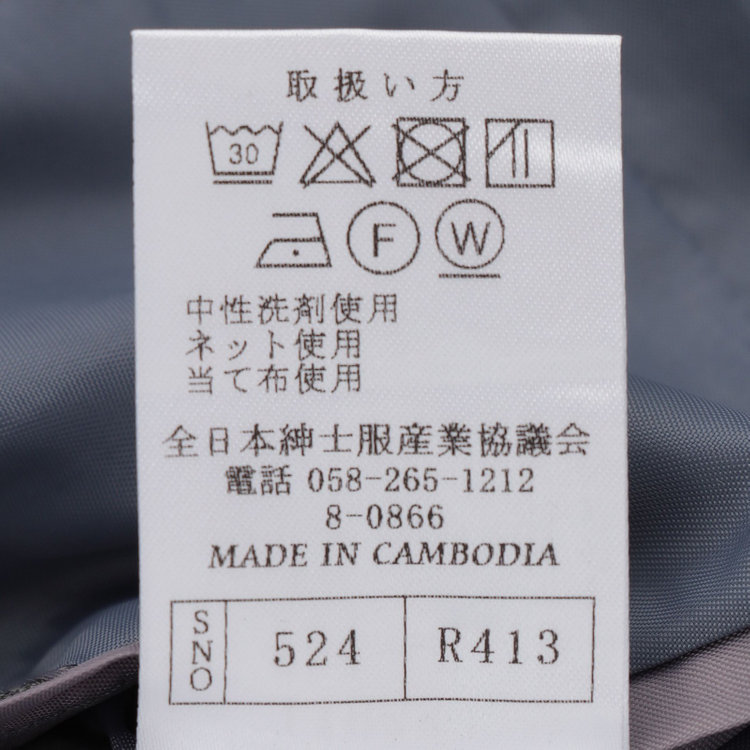 取扱い方
30
F W
中性洗剤使用
ネット使用
当て布使用
全日本紳士服産業協議会
電話 058-265-1212
8-0866
MADE IN CAMBODIA
SNO 524 R413